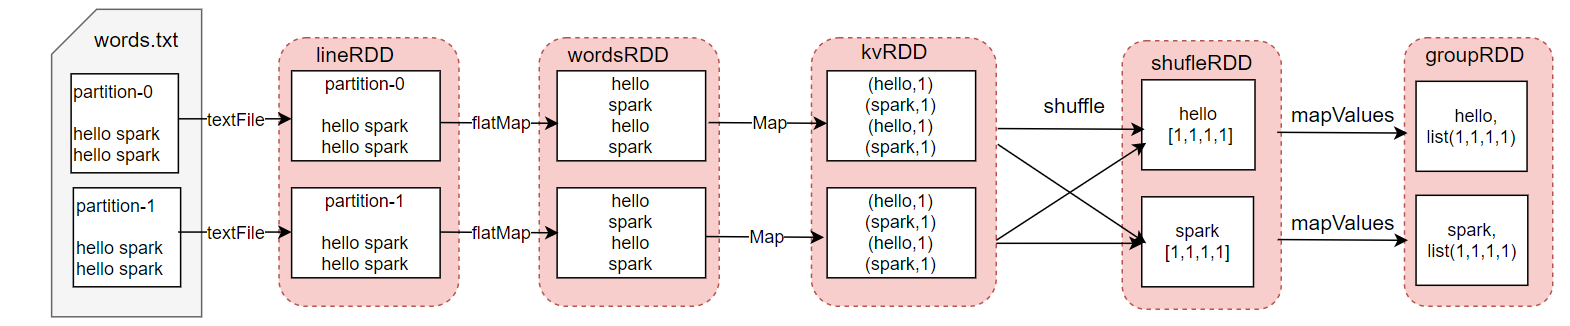 words.txt
partition-0
hello spark
hello spark
partition-1
hello spark
hello spark
textFile
textFile
lineRDD
partition-0
hello spark
hello spark
partition-1
hello spark
hello spark
flatMap
flatMap
wordsRDD
hello
spark
hello
spark
hello
spark
hello
spark
Map
Map
kvRDD
(hello,1)
(spark,1)
(hello,1)
(spark,1)
(hello,1)
(spark,1)
(hello,1)
(spark,1)
shuffle
shufleRDD
hello
[1,1,1,1]
spark
[1,1,1,1]
mapValues
mapValues
groupRDD
hello,
list(1,1,1,1)
spark,
list(1,1,1,1)